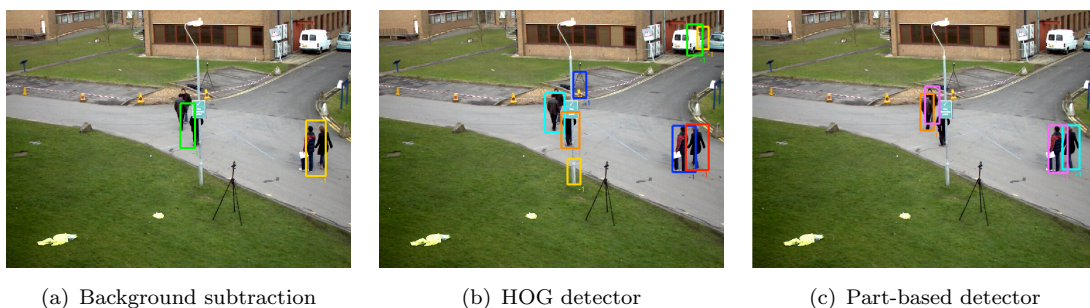 (a) Background subtraction
(b) HOG detector
(c) Part-based detector